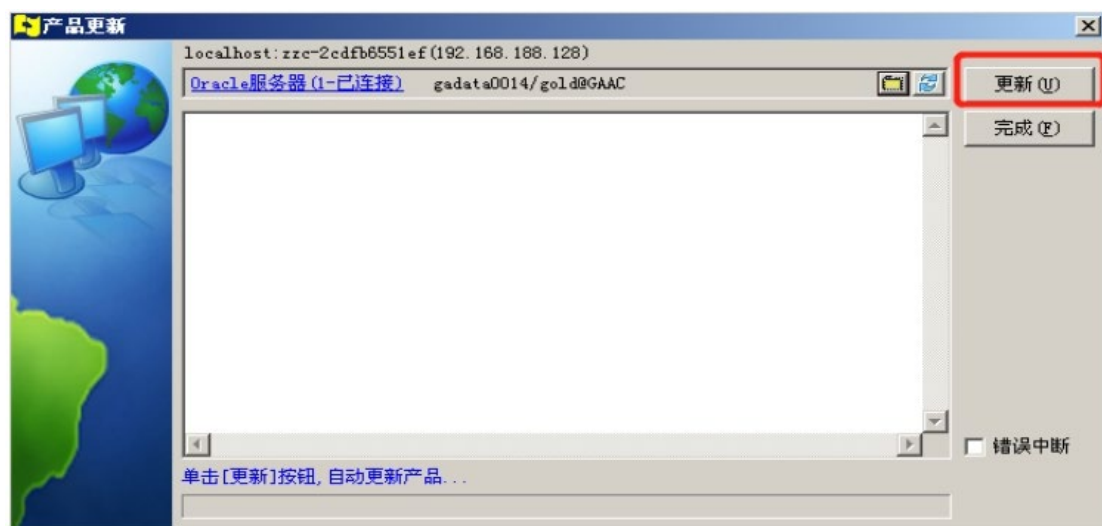 产品更新
localhost:zzc-2cdfb6551ef(192.168.188.128)
Oracle服务器(1-已连接) gadata0014/gold@GAAC
更新(U)
完成(F)
错误中断
单击[更新]按钮,自动更新产品...